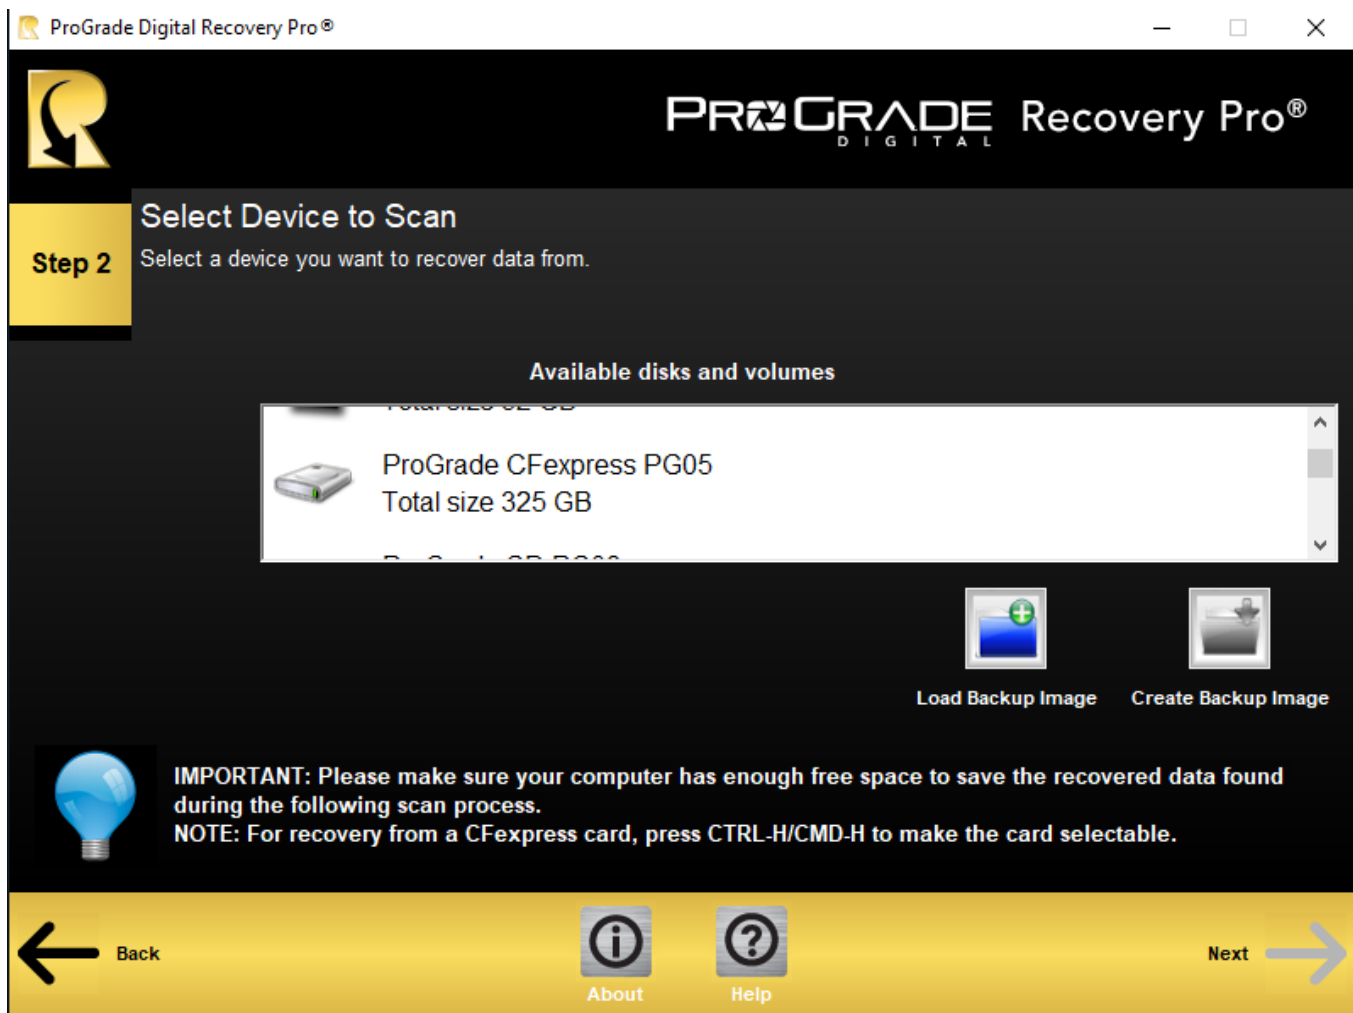 ProGrade Digital Recovery Pro®
PROGRADE Recovery Pro®
DIGITAL
Step 2
Select Device to Scan
Select a device you want to recover data from.
Available disks and volumes
ProGrade CFexpress PG05
Total size 325 GB
Load Backup Image
Create Backup Image
IMPORTANT: Please make sure your computer has enough free space to save the recovered data found
during the following scan process.
NOTE: For recovery from a CFexpress card, press CTRL-H/CMD-H to make the card selectable.
Back
About
Help
Next